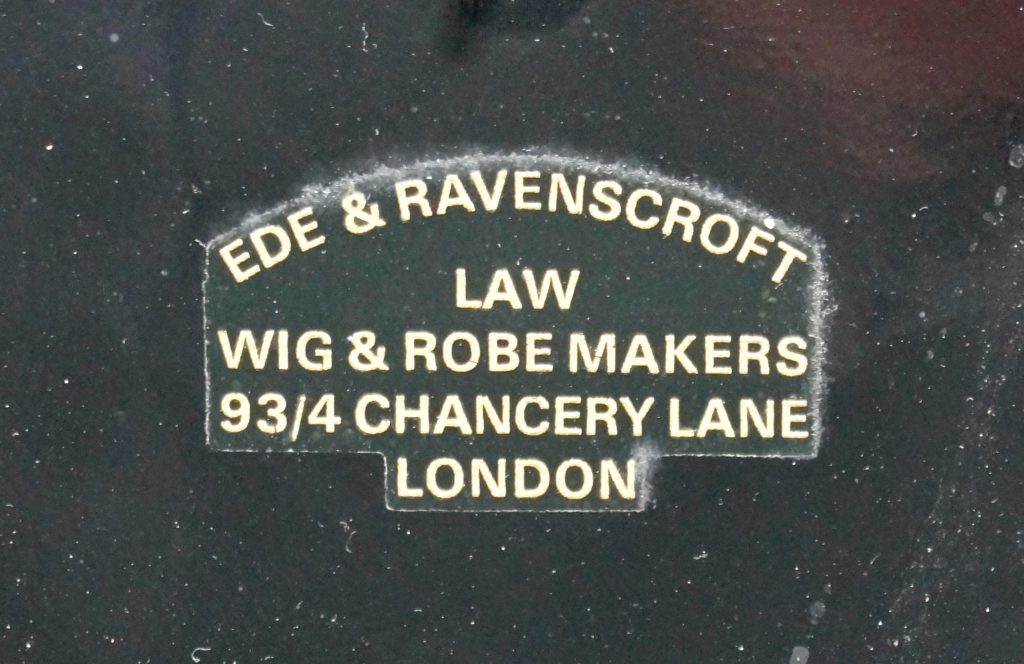 EDE & RAVENSCROFT
LAW
WIG & ROBE MAKERS
93/4 CHANCERY LANE
LONDON